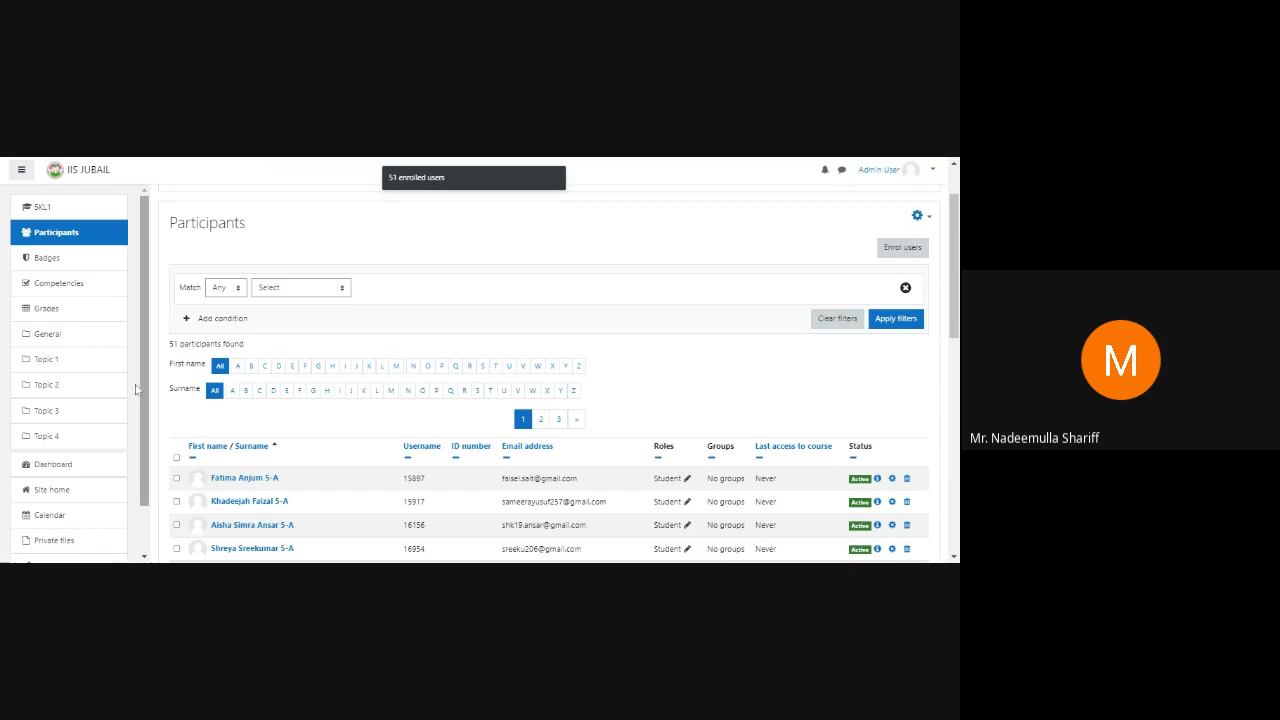 IIS JUBAIL
51 enrolled users
Admin User
5KL1
Participants
Badges
Competencies
Grades
General
Topic 1
Topic 2
Topic 3
Topic 4
Dashboard
Site home
Calendar
Private files
Participants
Enrol users
Match Any Select
Add condition
Clear filters Apply filters
51 participants found
First name All A B C D E F G H I J K L M N O P Q R S T U V W X Y Z
Surname All A B C D E F G H I J K L M N O P Q R S T U V W X Y Z
1 2 3 »
First name / Surname Username ID number Email address Roles Groups Last access to course Status
Fatima Anjum 5-A 15897 faisel.sait@gmail.com Student No groups Never Active
Khadeejah Faizal 5-A 15917 sameerayusuf257@gmail.com Student No groups Never Active
Aisha Simra Ansar 5-A 16156 shk19.ansar@gmail.com Student No groups Never Active
Shreya Sreekumar 5-A 16954 sreeku206@gmail.com Student No groups Never Active
M
Mr. Nadeemulla Shariff